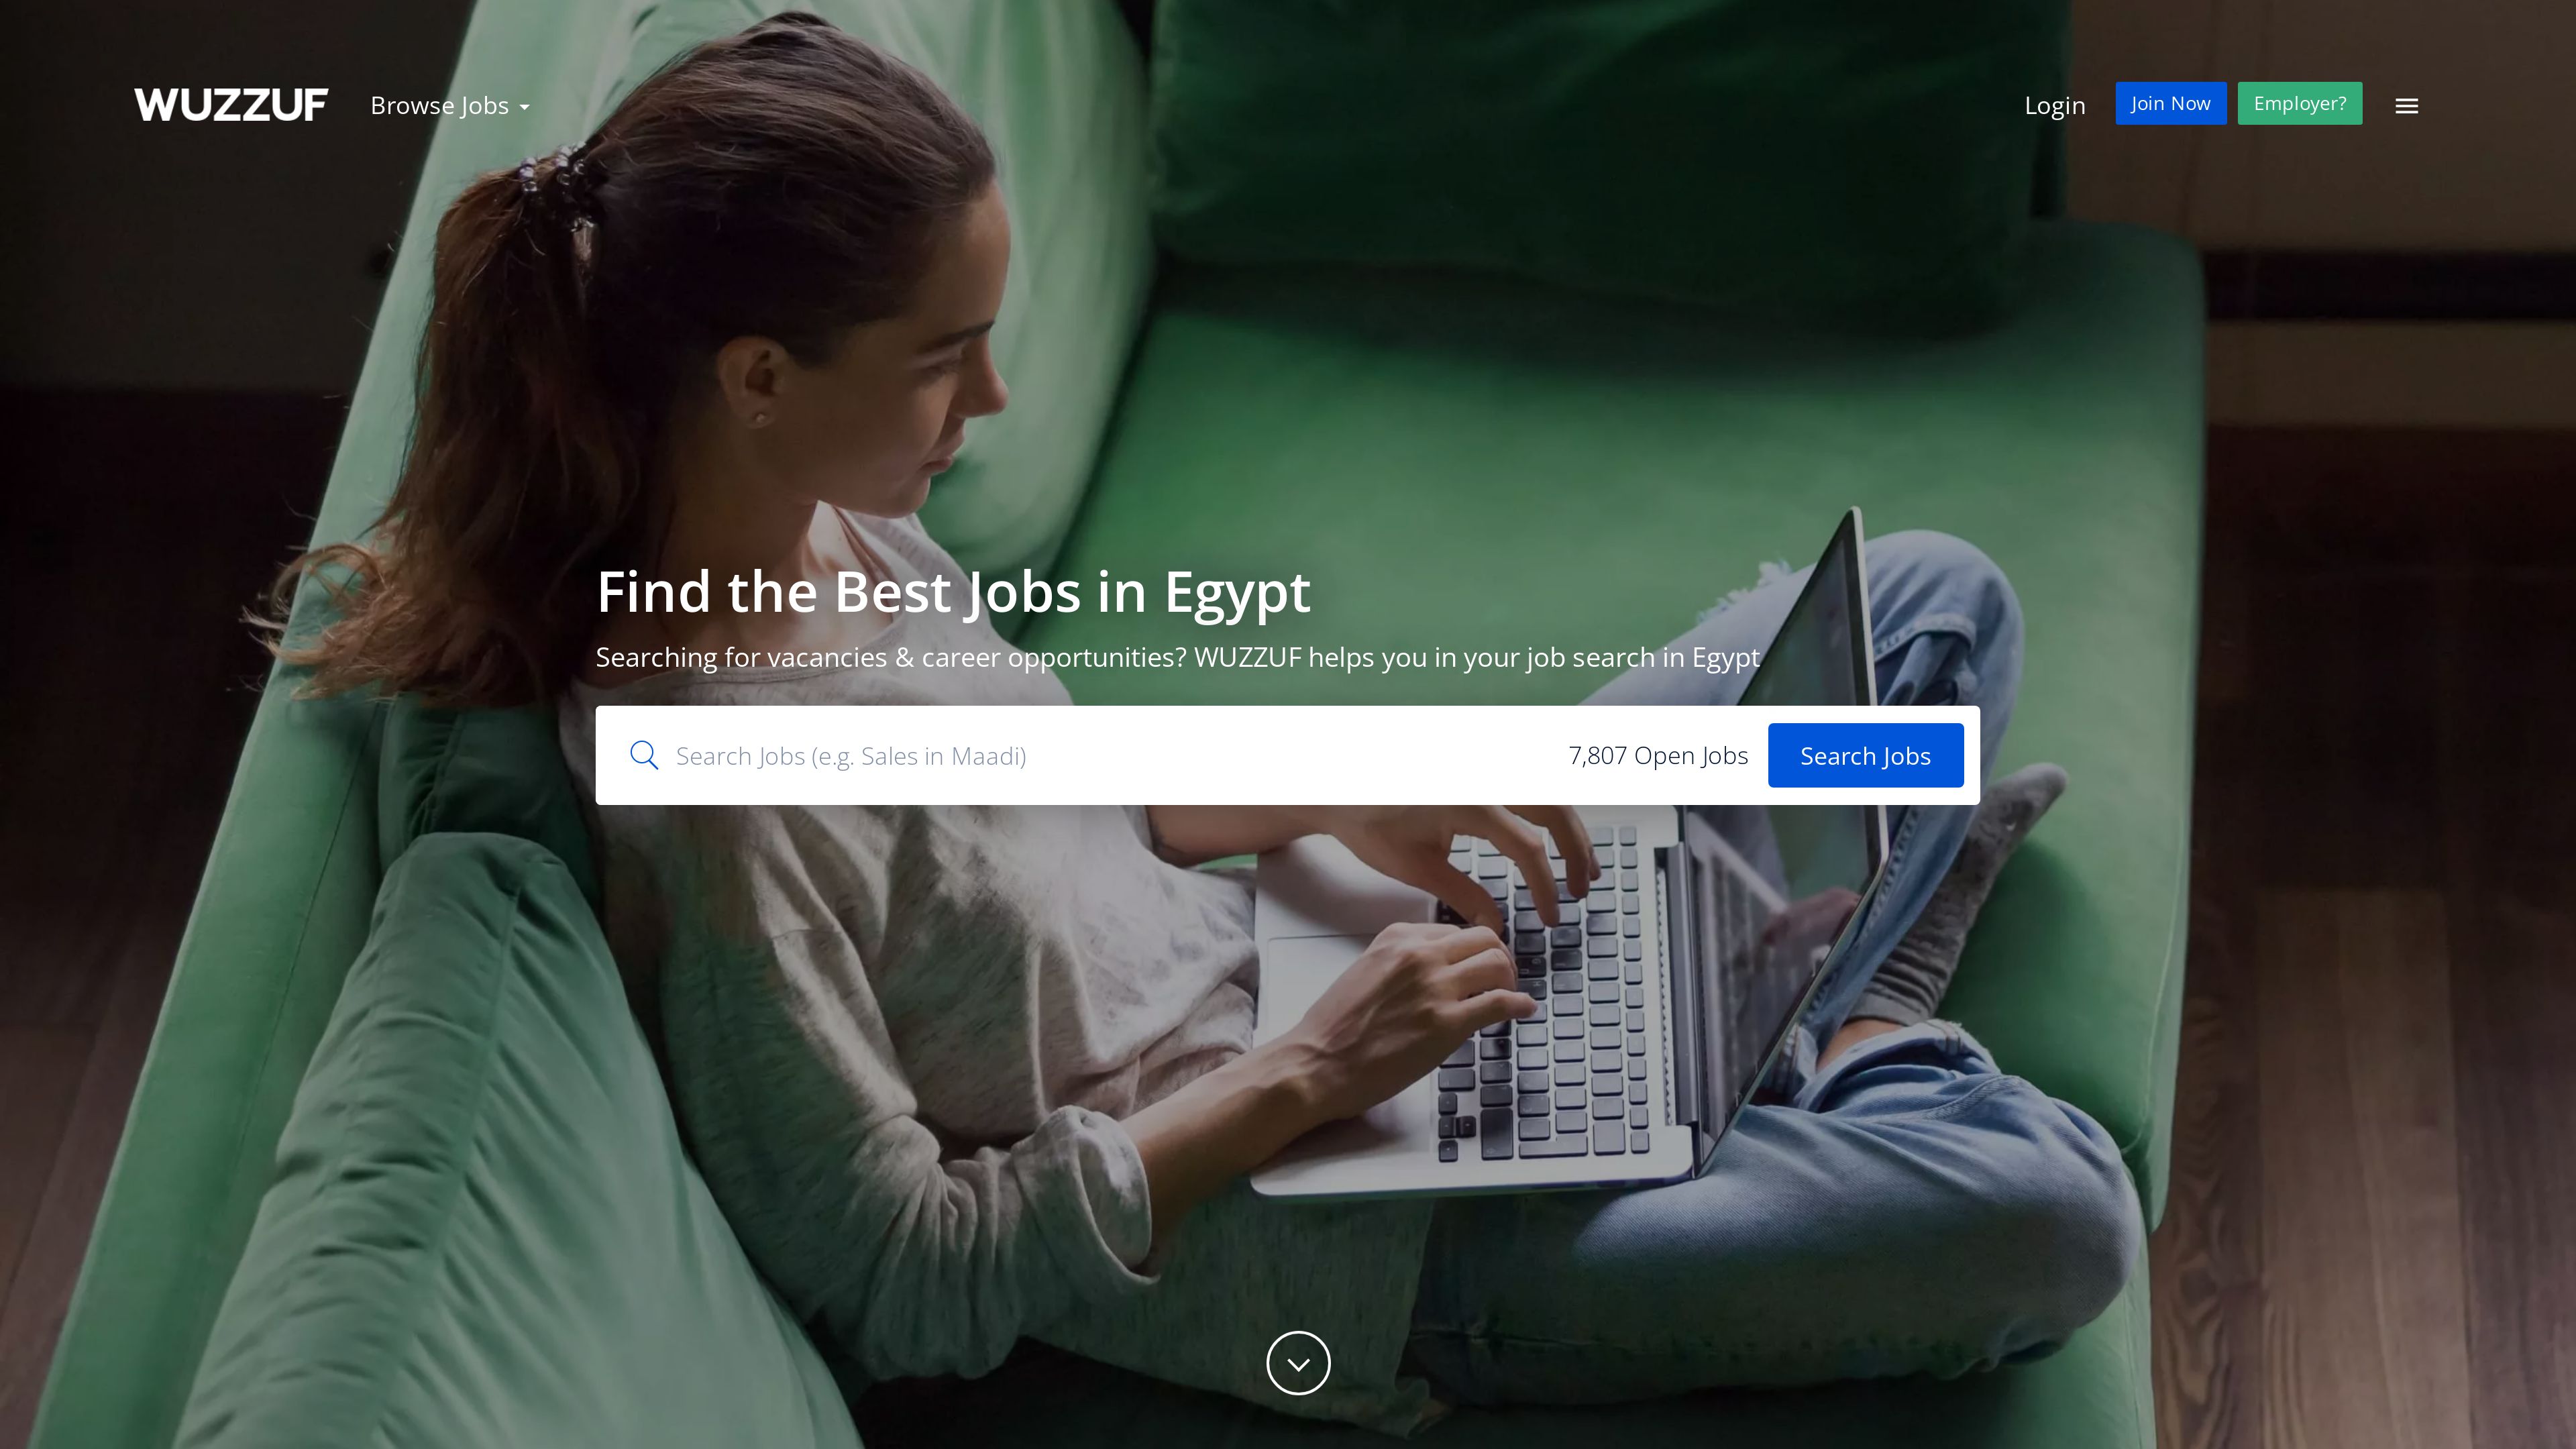 WUZZUF
Browse Jobs
Login
Join Now
Employer?
Find the Best Jobs in Egypt
Searching for vacancies & career opportunities? WUZZUF helps you in your job search in Egypt
Search Jobs (e.g. Sales in Maadi)
7,807 Open Jobs
Search Jobs